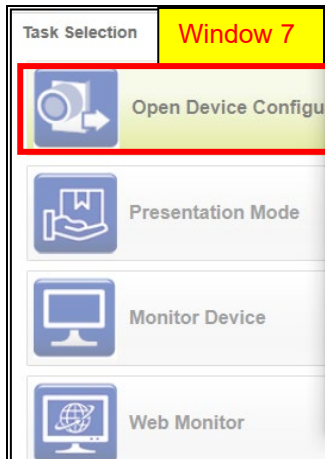 Task Selection
Window 7
Open Device Configu
Presentation Mode
Monitor Device
Web Monitor